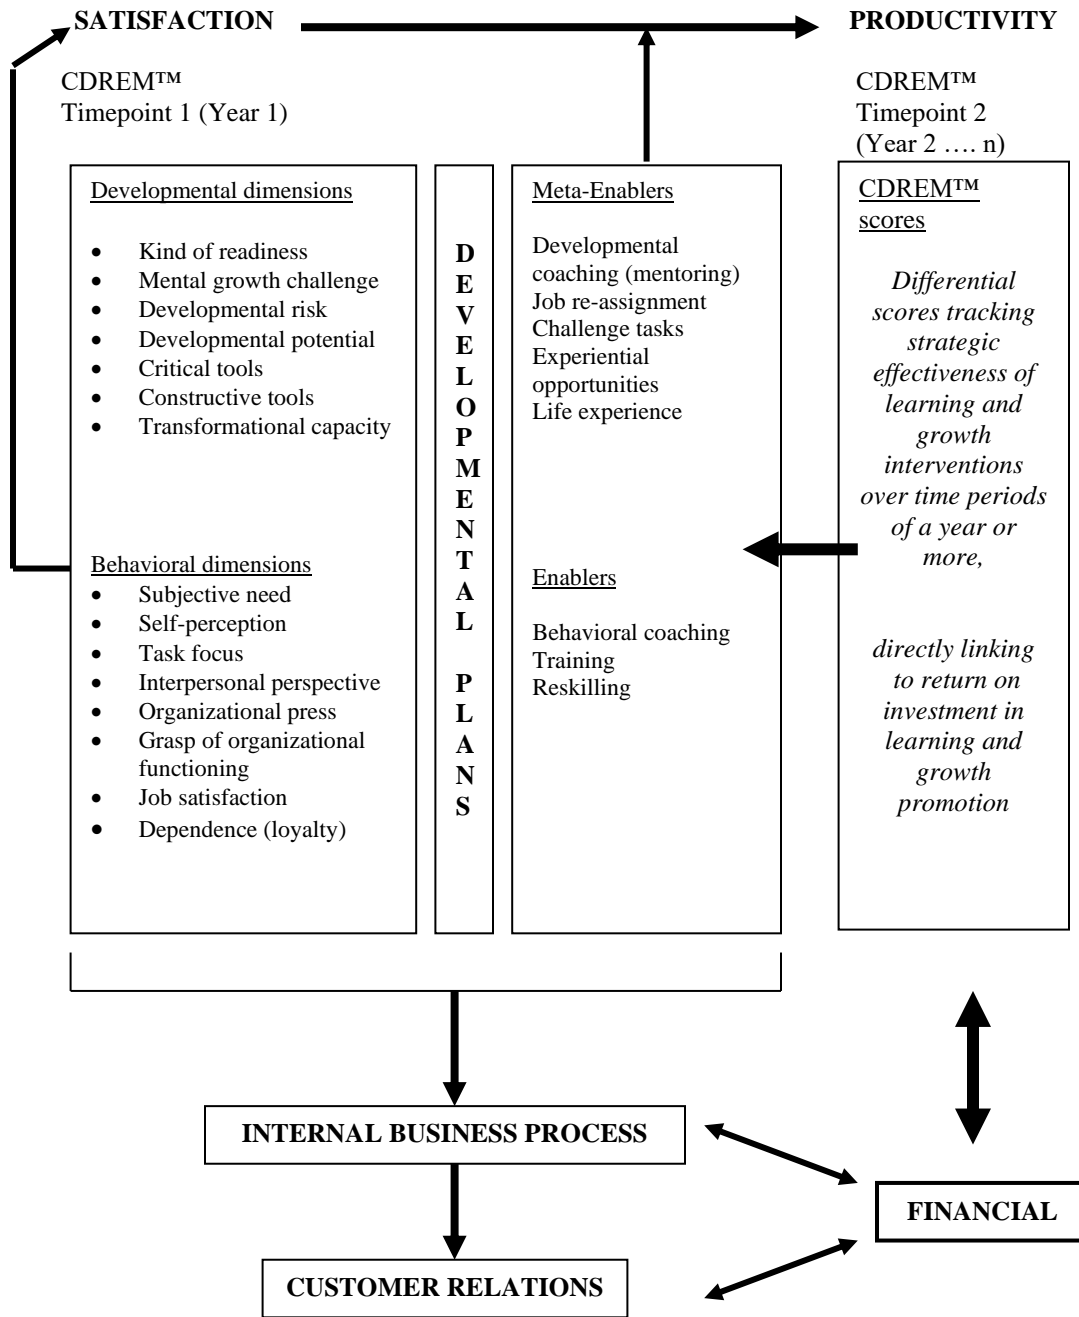 SATISFACTION
PRODUCTIVITY
CDREM™
Timepoint 1 (Year 1)
CDREM™
Timepoint 2
(Year 2 …. n)
Developmental dimensions
• Kind of readiness
• Mental growth challenge
• Developmental risk
• Developmental potential
• Critical tools
• Constructive tools
• Transformational capacity
Behavioral dimensions
• Subjective need
• Self-perception
• Task focus
• Interpersonal perspective
• Organizational press
• Grasp of organizational
functioning
• Job satisfaction
• Dependence (loyalty)
D
E
V
E
L
O
P
M
E
N
T
A
L
P
L
A
N
S
Meta-Enablers
Developmental
coaching (mentoring)
Job re-assignment
Challenge tasks
Experiential
opportunities
Life experience
Enablers
Behavioral coaching
Training
Reskilling
CDREM™
scores
Differential
scores tracking
strategic
effectiveness of
learning and
growth
interventions
over time periods
of a year or
more,
directly linking
to return on
investment in
learning and
growth
promotion
INTERNAL BUSINESS PROCESS
FINANCIAL
CUSTOMER RELATIONS